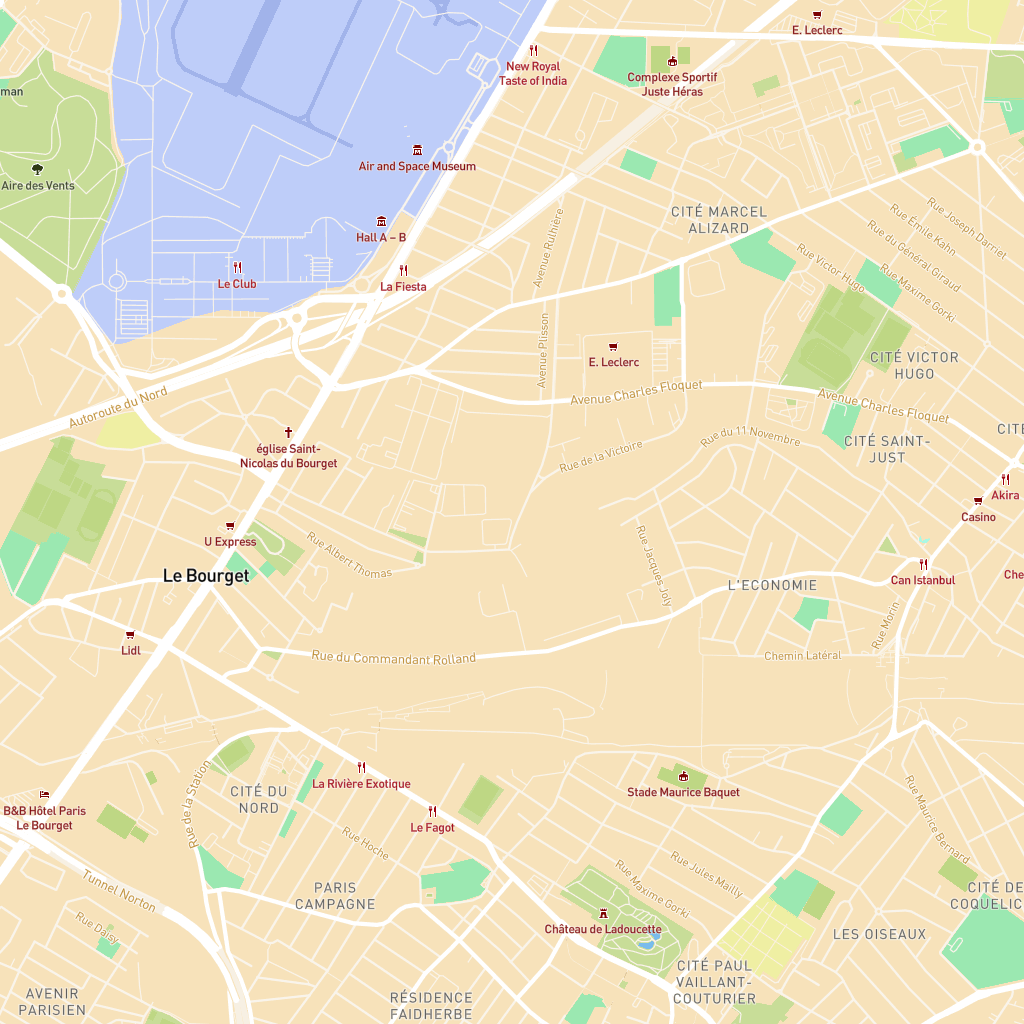 E. Leclerc
New Royal
Taste of India
Complexe Sportif
Juste Héras
man
Aire des Vents
Air and Space Museum
CITÉ MARCEL
ALIZARD
Rue Joseph Darriet
Rue Émile Kahn
Rue du Général Giraud
Rue Maxime Gorki
Rue Victor Hugo
Hall A – B
Avenue Rulhière
Le Club
La Fiesta
Avenue Plisson
E. Leclerc
CITÉ VICTOR
HUGO
Autoroute du Nord
Avenue Charles Floquet
Avenue Charles Floquet
CITÉ
église Saint-
Nicolas du Bourget
Rue de la Victoire
Rue du 11 Novembre
CITÉ SAINT-
JUST
Akira
Casino
U Express
Rue Albert Thomas
Rue Jacques Joly
Le Bourget
L'ECONOMIE
Can Istanbul
Che
Lidl
Rue Morin
Rue du Commandant Rolland
Chemin Latéral
Rue de la Station
CITÉ DU
NORD
La Rivière Exotique
Stade Maurice Baquet
B&B Hôtel Paris
Le Bourget
Le Fagot
Rue Maurice Bernard
Rue Hoche
Tunnel Norton
PARIS
CAMPAGNE
Rue Maxime Gorki
Rue Jules Mailly
CITÉ DE
COQUELIC
Rue Daisy
Château de Ladoucette
LES OISEAUX
CITÉ PAUL
VAILLANT-
COUTURIER
AVENIR
PARISIEN
RÉSIDENCE
FAIDHERBE